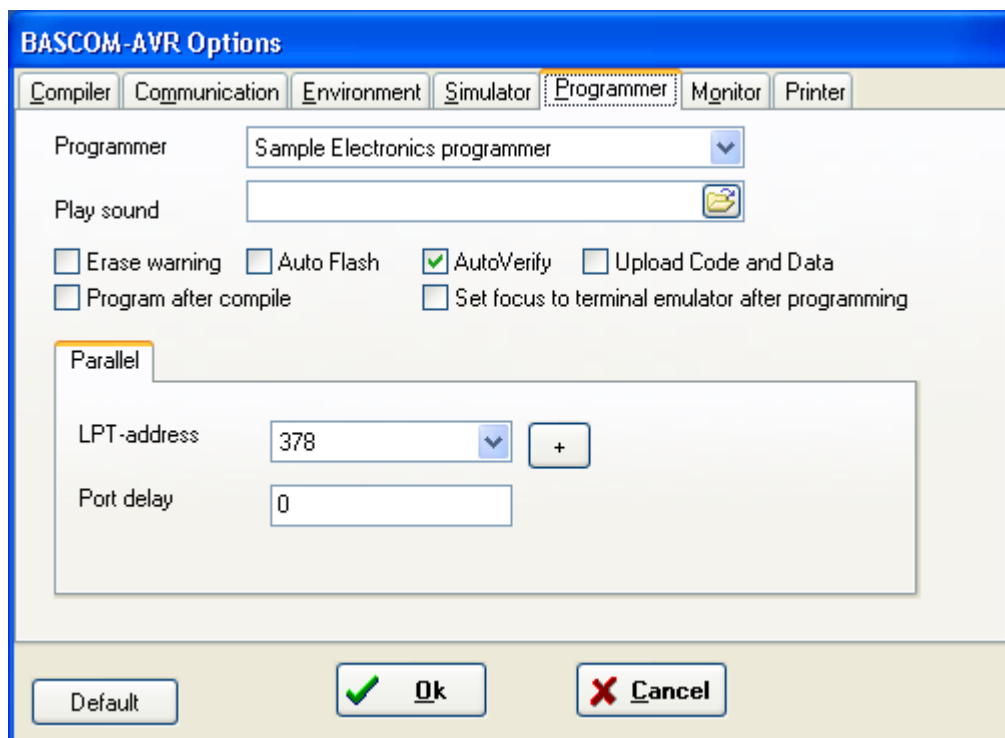 BASCOM-AVR Options
Compiler Communication Environment Simulator Programmer Monitor Printer
Programmer Sample Electronics programmer
Play sound
Erase warning Auto Flash AutoVerify Upload Code and Data
Program after compile Set focus to terminal emulator after programming
Parallel
LPT-address 378 +
Port delay 0
Default Ok Cancel